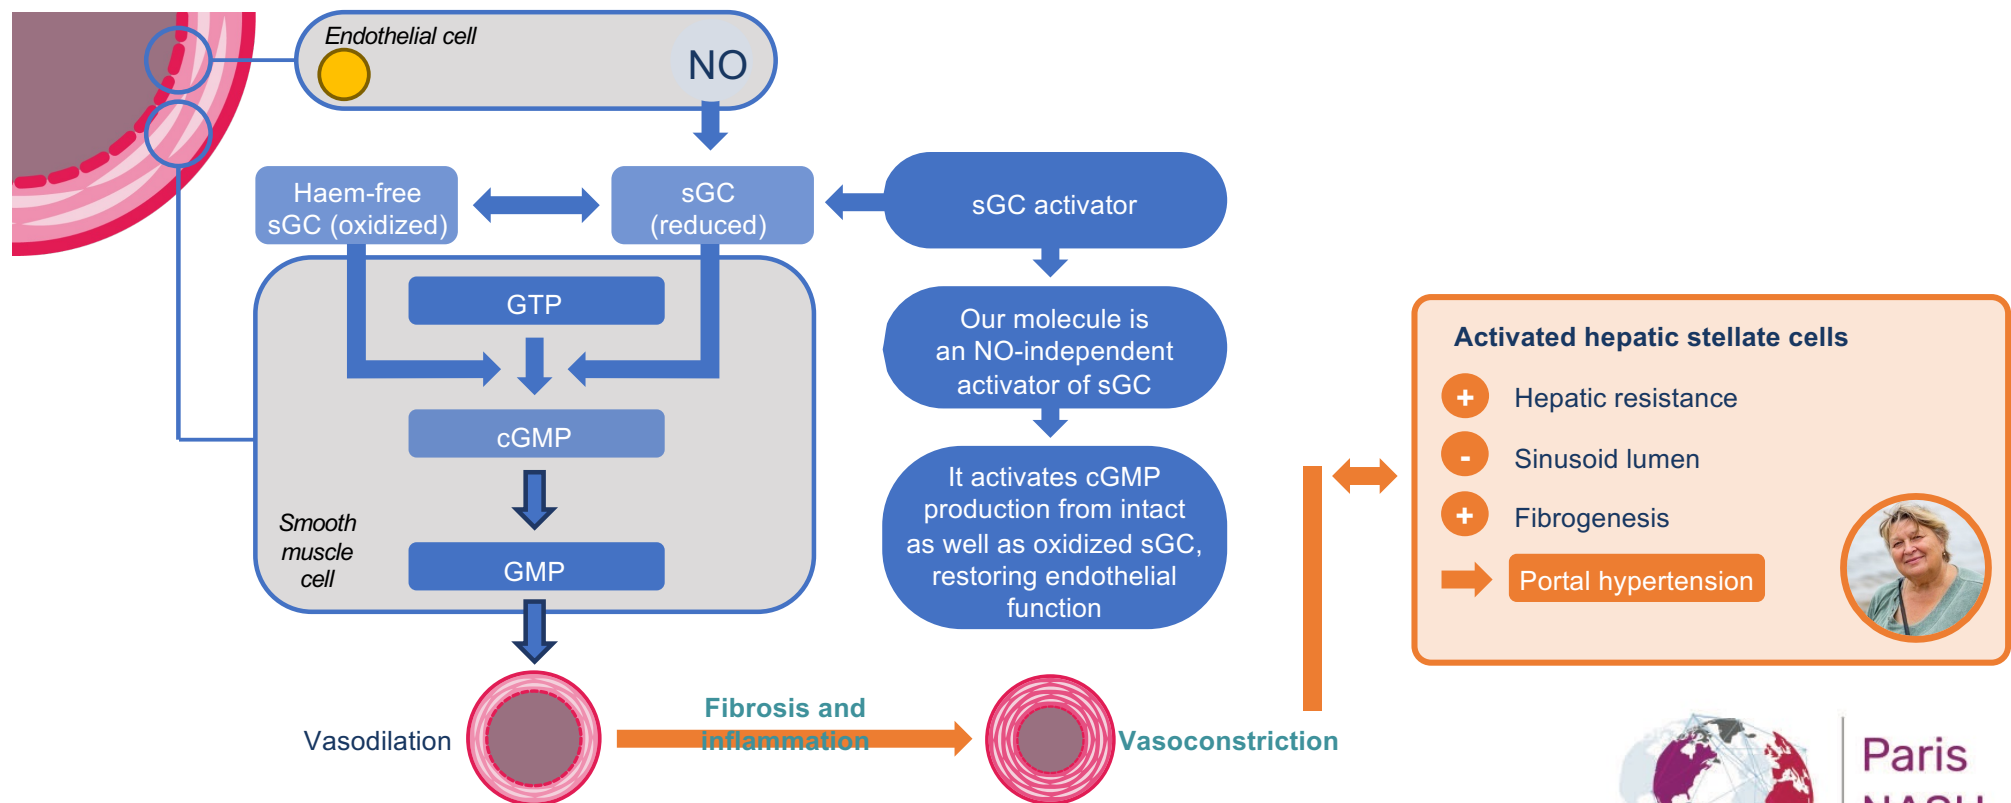 Endothelial cell
NO
Haem-free
sGC (oxidized)
sGC
(reduced)
sGC activator
GTP
cGMP
GMP
Smooth
muscle
cell
Our molecule is
an NO-independent
activator of sGC
It activates cGMP
production from intact
as well as oxidized sGC,
restoring endothelial
function
Activated hepatic stellate cells
+ Hepatic resistance
- Sinusoid lumen
+ Fibrogenesis
Portal hypertension
Vasodilation
Fibrosis and
inflammation
Vasoconstriction
Paris
NASH